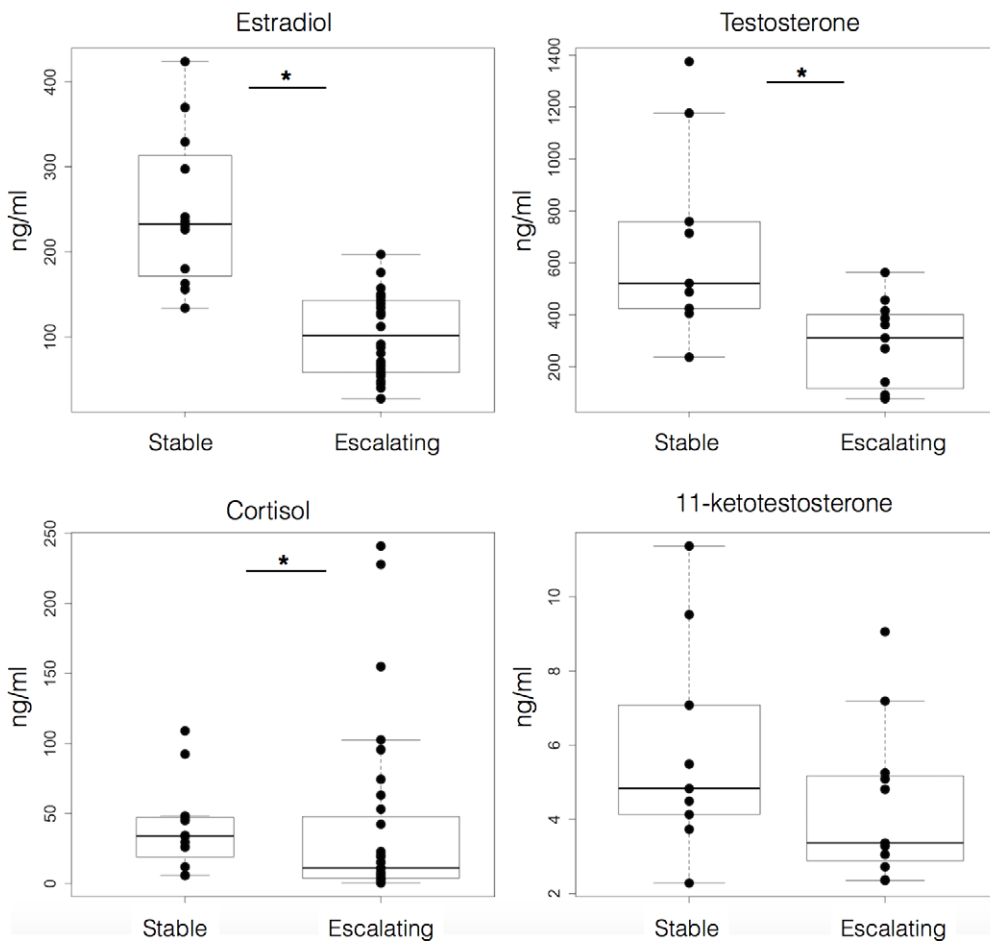 Estradiol
*
ng/ml
400
300
200
100
Stable Escalating
Testosterone
*
ng/ml
1400
1200
1000
800
600
400
200
Stable Escalating
Cortisol
*
ng/ml
250
200
150
100
50
0
Stable Escalating
11-ketotestosterone
ng/ml
10
8
6
4
2
Stable Escalating